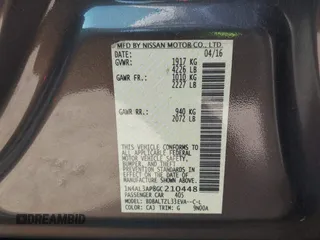 MFD BY NISSAN MOTOR CO., LTD.
04/16
GVWR: 1917 KG
4226 LB
GAWR FR: 1010 KG
2227 LB
GAWR RR: 940 KG
2072 LB
THIS VEHICLE CONFORMS TO ALL
APPLICABLE FEDERAL MOTOR
VEHICLE SAFETY, BUMPER,
AND THEFT PREVENTION
STANDARDS IN EFFECT ON THE
DATE OF MANUFACTURE SHOWN
ABOVE.
1N4AL3AP8GC210448
PASSENGER CAR 405
MODEL: BDBALTZL33EVA--C-L
COLOR: CAJ TRIM: G 9N00A
DREAMBID